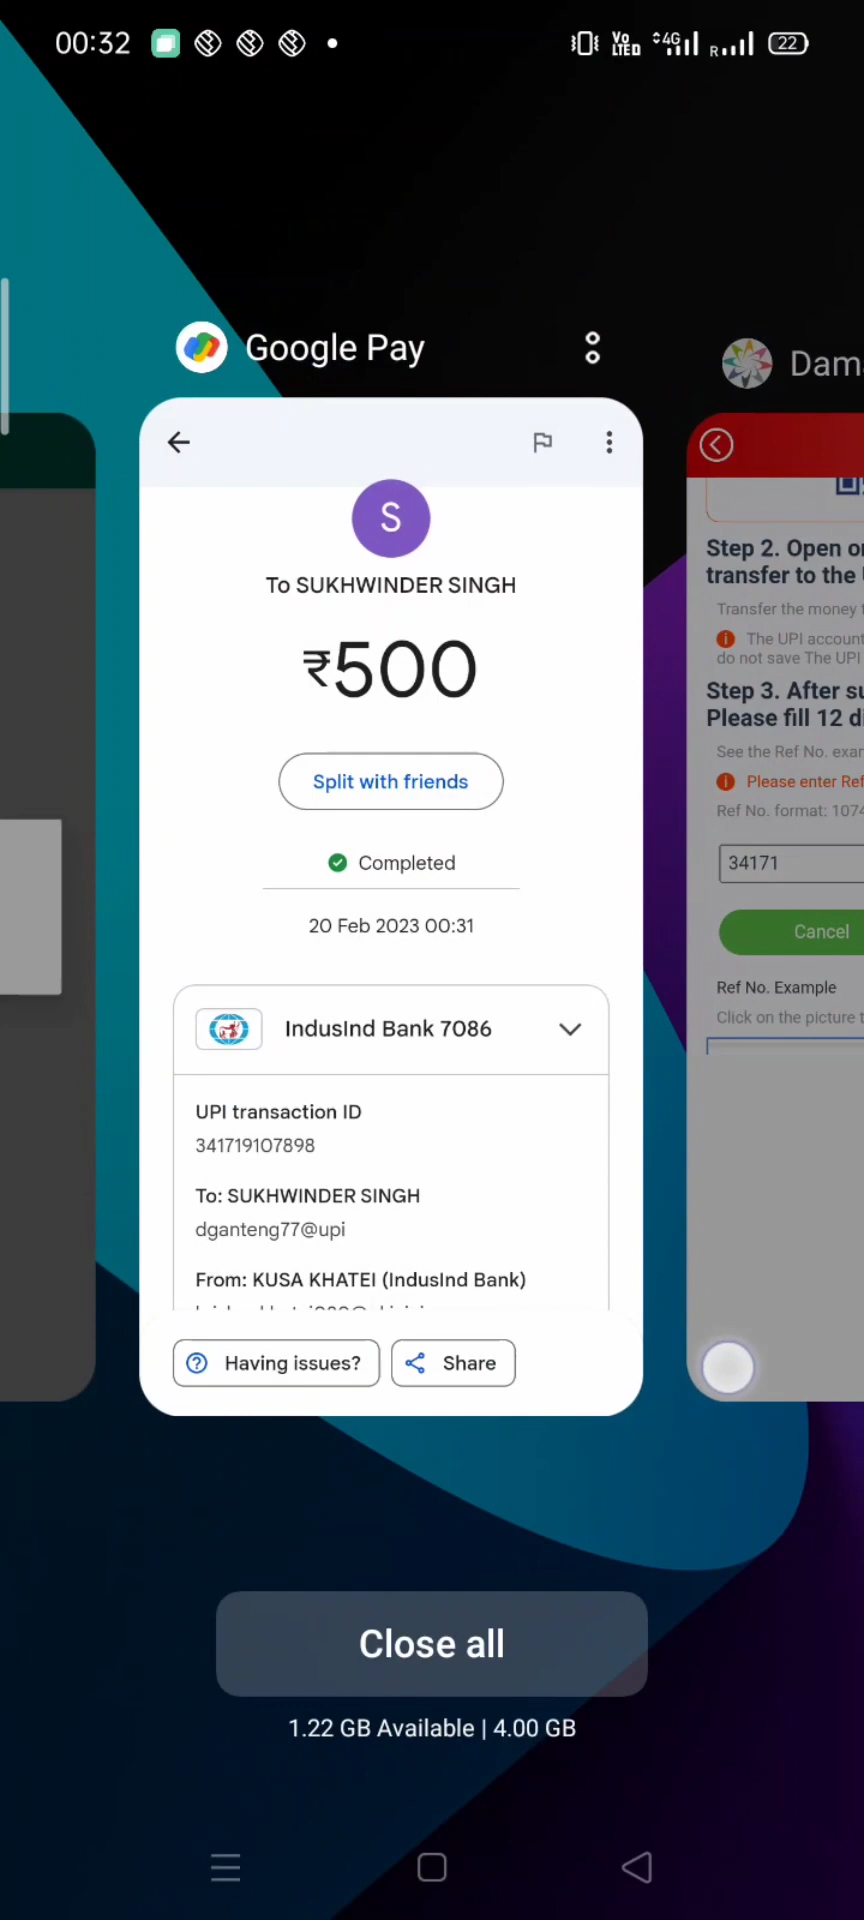 00:32
VoLTED 4G R 22
Google Pay
S
To SUKHWINDER SINGH
₹500
Split with friends
Completed
20 Feb 2023 00:31
IndusInd Bank 7086
UPI transaction ID
341719107898
To: SUKHWINDER SINGH
dganteng77@upi
From: KUSA KHATEI (IndusInd Bank)
Having issues?
Share
Step 2. Open
transfer to the
Transfer the money
The UPI account
do not save The UPI
Step 3. After
Please fill 12
See the Ref No.
Please enter Ref
Ref No. format: 1074
34171
Cancel
Ref No. Example
Click on the picture
Close all
1.22 GB Available | 4.00 GB